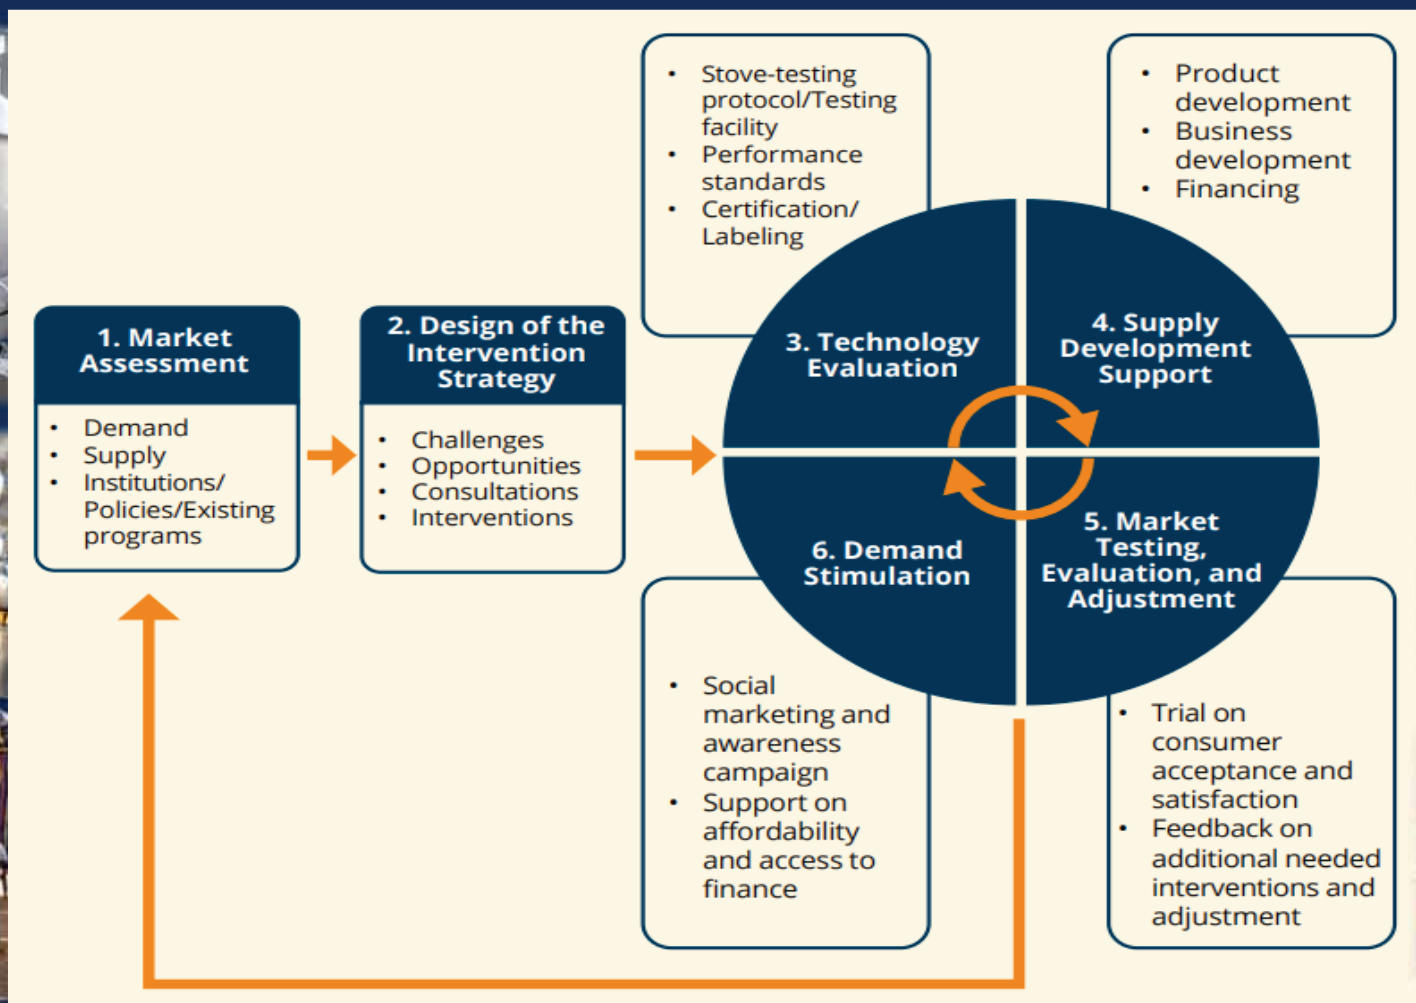 1. Market
Assessment
• Demand
• Supply
• Institutions/
Policies/Existing
programs
2. Design of the
Intervention
Strategy
• Challenges
• Opportunities
• Consultations
• Interventions
• Stove-testing
protocol/Testing
facility
• Performance
standards
• Certification/
Labeling
3. Technology
Evaluation
• Product
development
• Business
development
• Financing
4. Supply
Development
Support
5. Market
Testing,
Evaluation, and
Adjustment
• Trial on
consumer
acceptance and
satisfaction
• Feedback on
additional needed
interventions and
adjustment
6. Demand
Stimulation
• Social
marketing and
awareness
campaign
• Support on
affordability
and access to
finance